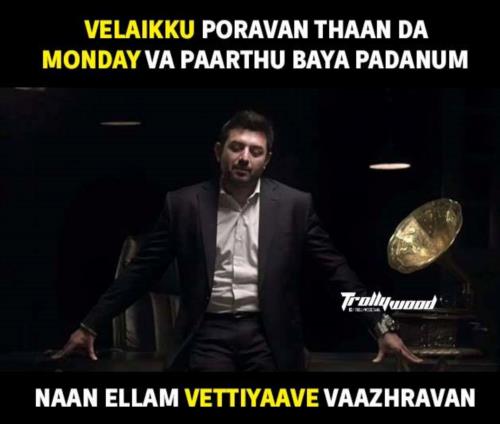 VELAIKKU PORAVAN THAAN DA
MONDAY VA PAARTHU BAYA PADANUM
Trollywood
NAAN ELLAM VETTIYAAVE VAAZHRAVAN